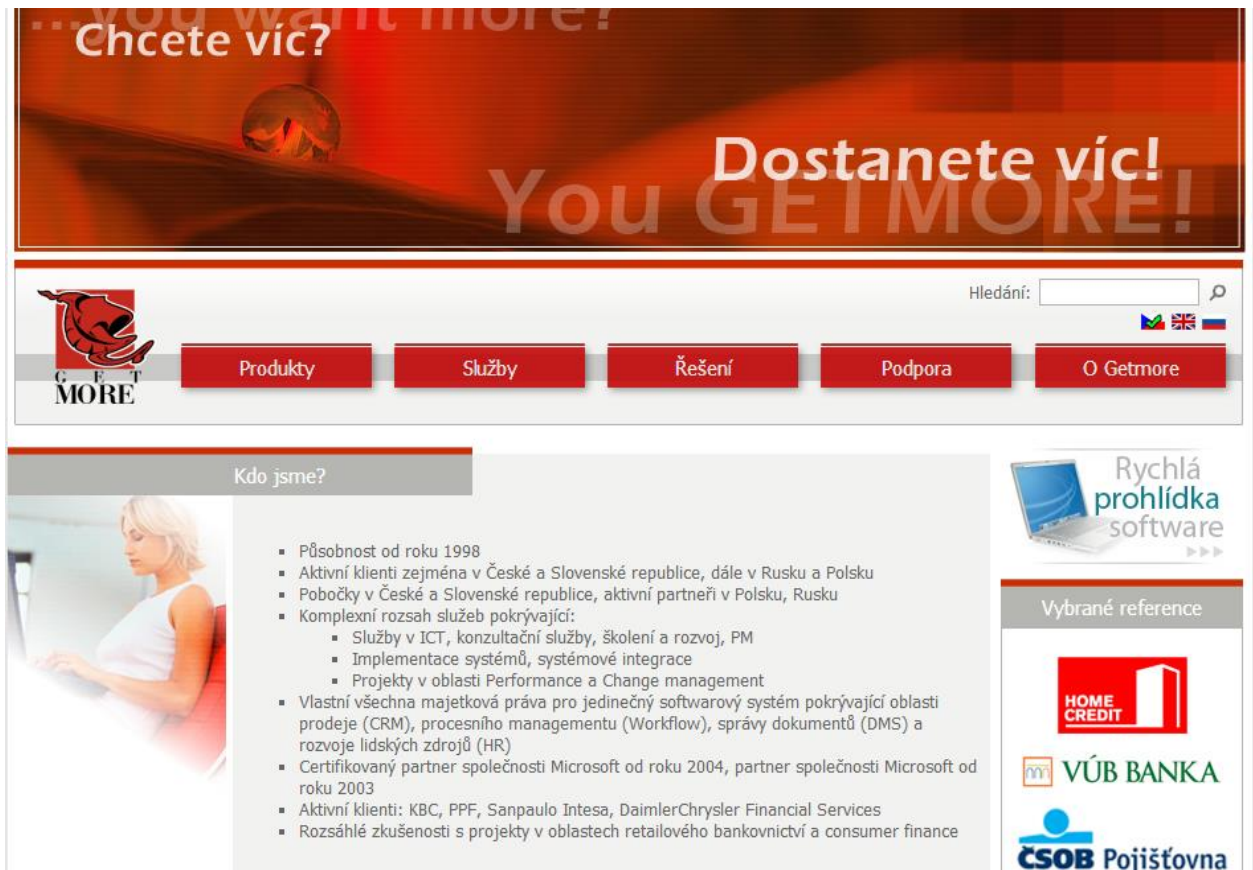 ...you want more?
Chcete víc?
Dostanete víc!
You GETMORE!
Hledání:
GET
MORE
Produkty
Služby
Řešení
Podpora
O Getmore
Kdo jsme?
Působnost od roku 1998
Aktivní klienti zejména v České a Slovenské republice, dále v Rusku a Polsku
Pobočky v České a Slovenské republice, aktivní partneři v Polsku, Rusku
Komplexní rozsah služeb pokrývající:
Služby v ICT, konzultační služby, školení a rozvoj, PM
Implementace systémů, systémové integrace
Projekty v oblasti Performance a Change management
Vlastní všechna majetková práva pro jedinečný softwarový systém pokrývající oblasti
prodeje (CRM), procesního managementu (Workflow), správy dokumentů (DMS) a
rozvoje lidských zdrojů (HR)
Certifikovaný partner společnosti Microsoft od roku 2004, partner společnosti Microsoft od
roku 2003
Aktivní klienti: KBC, PPF, Sanpaulo Intesa, DaimlerChrysler Financial Services
Rozsáhlé zkušenosti s projekty v oblastech retailového bankovnictví a consumer finance
Rychlá
prohlídka
software
Vybrané reference
HOME
CREDIT
VÚB BANKA
ČSOB Pojišťovna